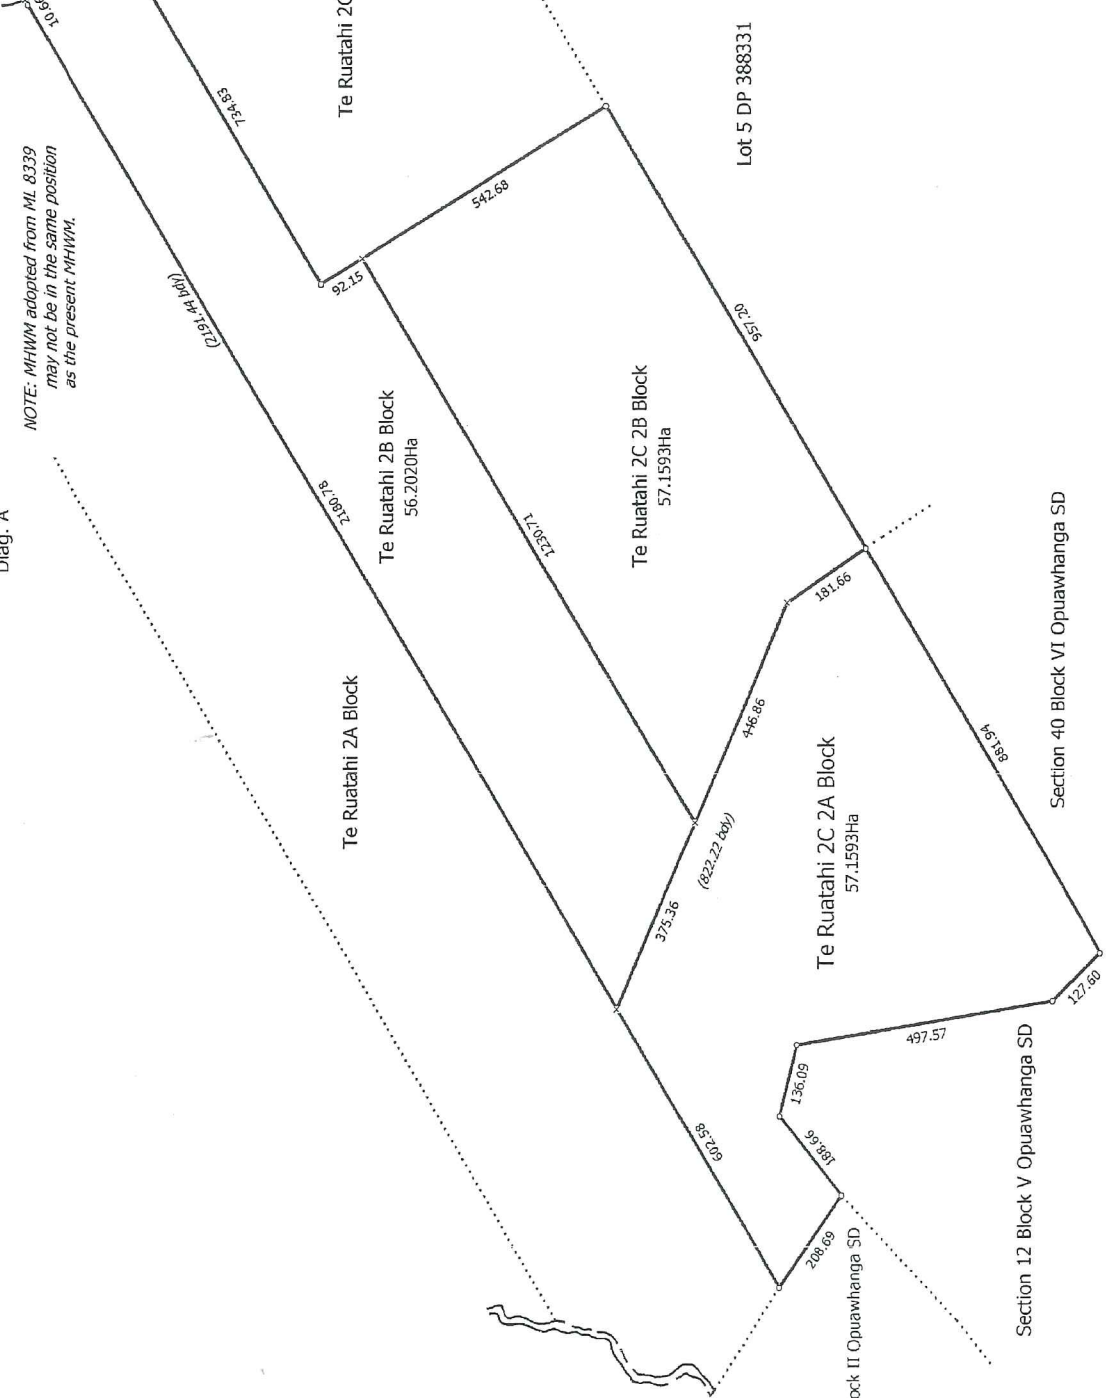 Diag. A
NOTE: MHWM adopted from ML 8339
may not be in the same position
as the present MHWM.
10.66
734.83
Te Ruatahi 2C
Lot 5 DP 388331
542.68
92.15
(2191.44 bdy)
2180.78
Te Ruatahi 2B Block
56.2020Ha
1230.71
Te Ruatahi 2C 2B Block
57.1593Ha
957.20
181.66
446.86
Te Ruatahi 2A Block
(822.22 bdy)
375.36
Te Ruatahi 2C 2A Block
57.1593Ha
881.94
Section 40 Block VI Opuawhanga SD
127.60
497.57
136.09
188.66
602.58
208.69
ock II Opuawhanga SD
Section 12 Block V Opuawhanga SD